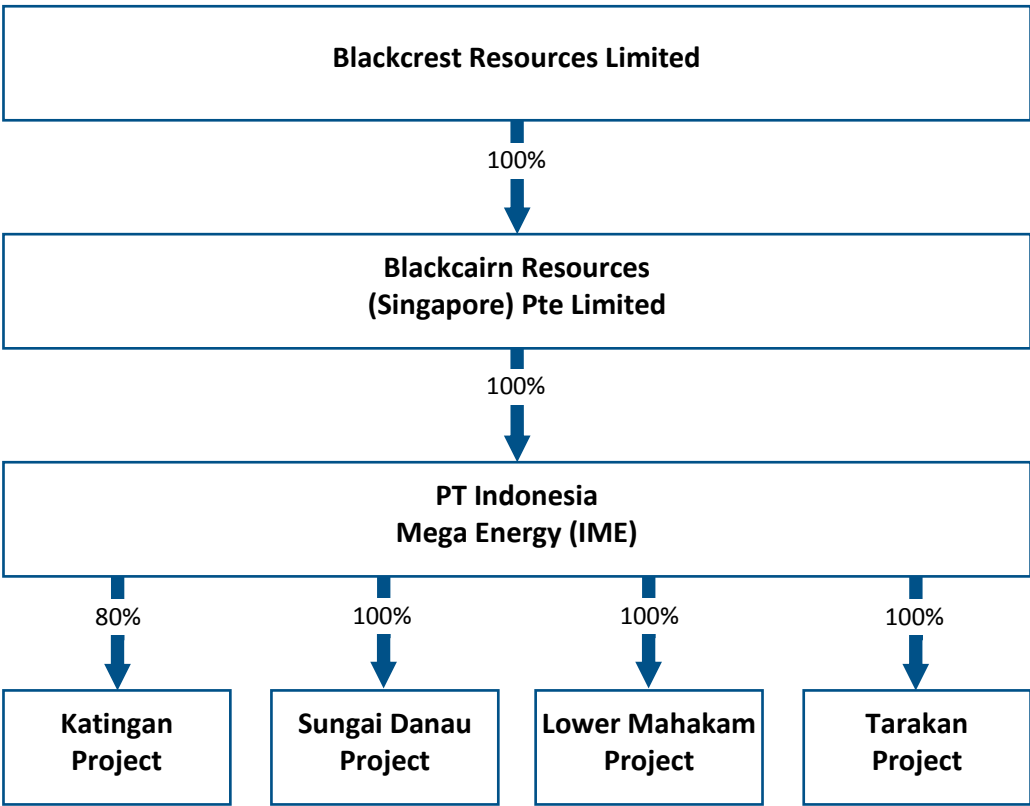 Blackcrest Resources Limited
100%
Blackcairn Resources
(Singapore) Pte Limited
100%
PT Indonesia
Mega Energy (IME)
80%
100%
100%
100%
Katingan
Project
Sungai Danau
Project
Lower Mahakam
Project
Tarakan
Project